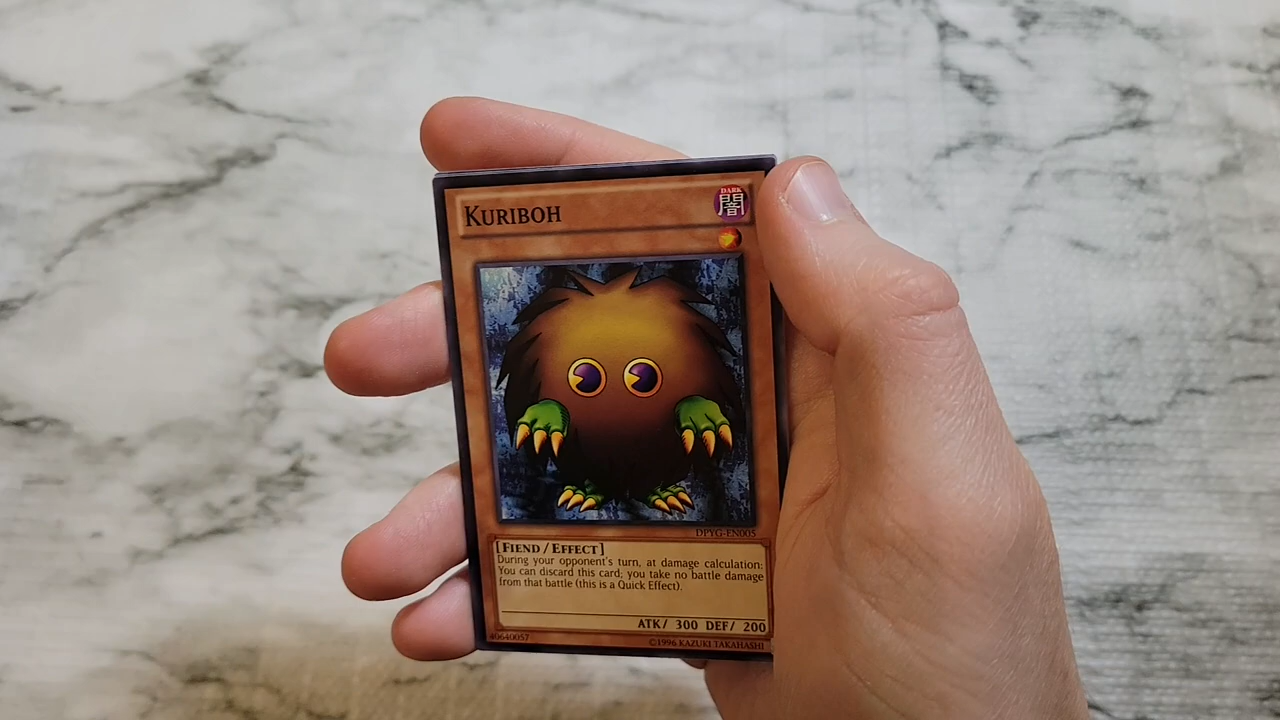 KURIBOH
DARK
闇
DPYG-EN005
[FIEND / EFFECT]
During your opponent's turn, at damage calculation:
You can discard this card; you take no battle damage
from that battle (this is a Quick Effect).
ATK/ 300 DEF/ 200
40640057
©1996 KAZUKI TAKAHASHI